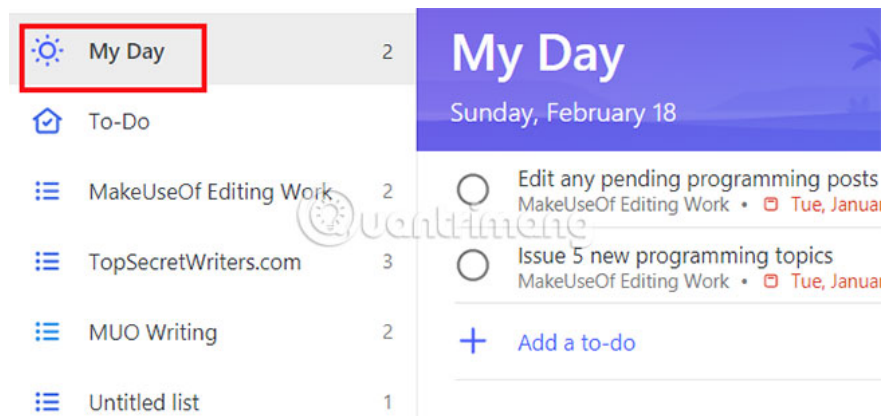 My Day 2
To-Do
MakeUseOf Editing Work 2
TopSecretWriters.com 3
MUO Writing 2
Untitled list 1
My Day
Sunday, February 18
Edit any pending programming posts
MakeUseOf Editing Work • Tue, Januar
Issue 5 new programming topics
MakeUseOf Editing Work • Tue, Januar
Add a to-do
Quantrimang